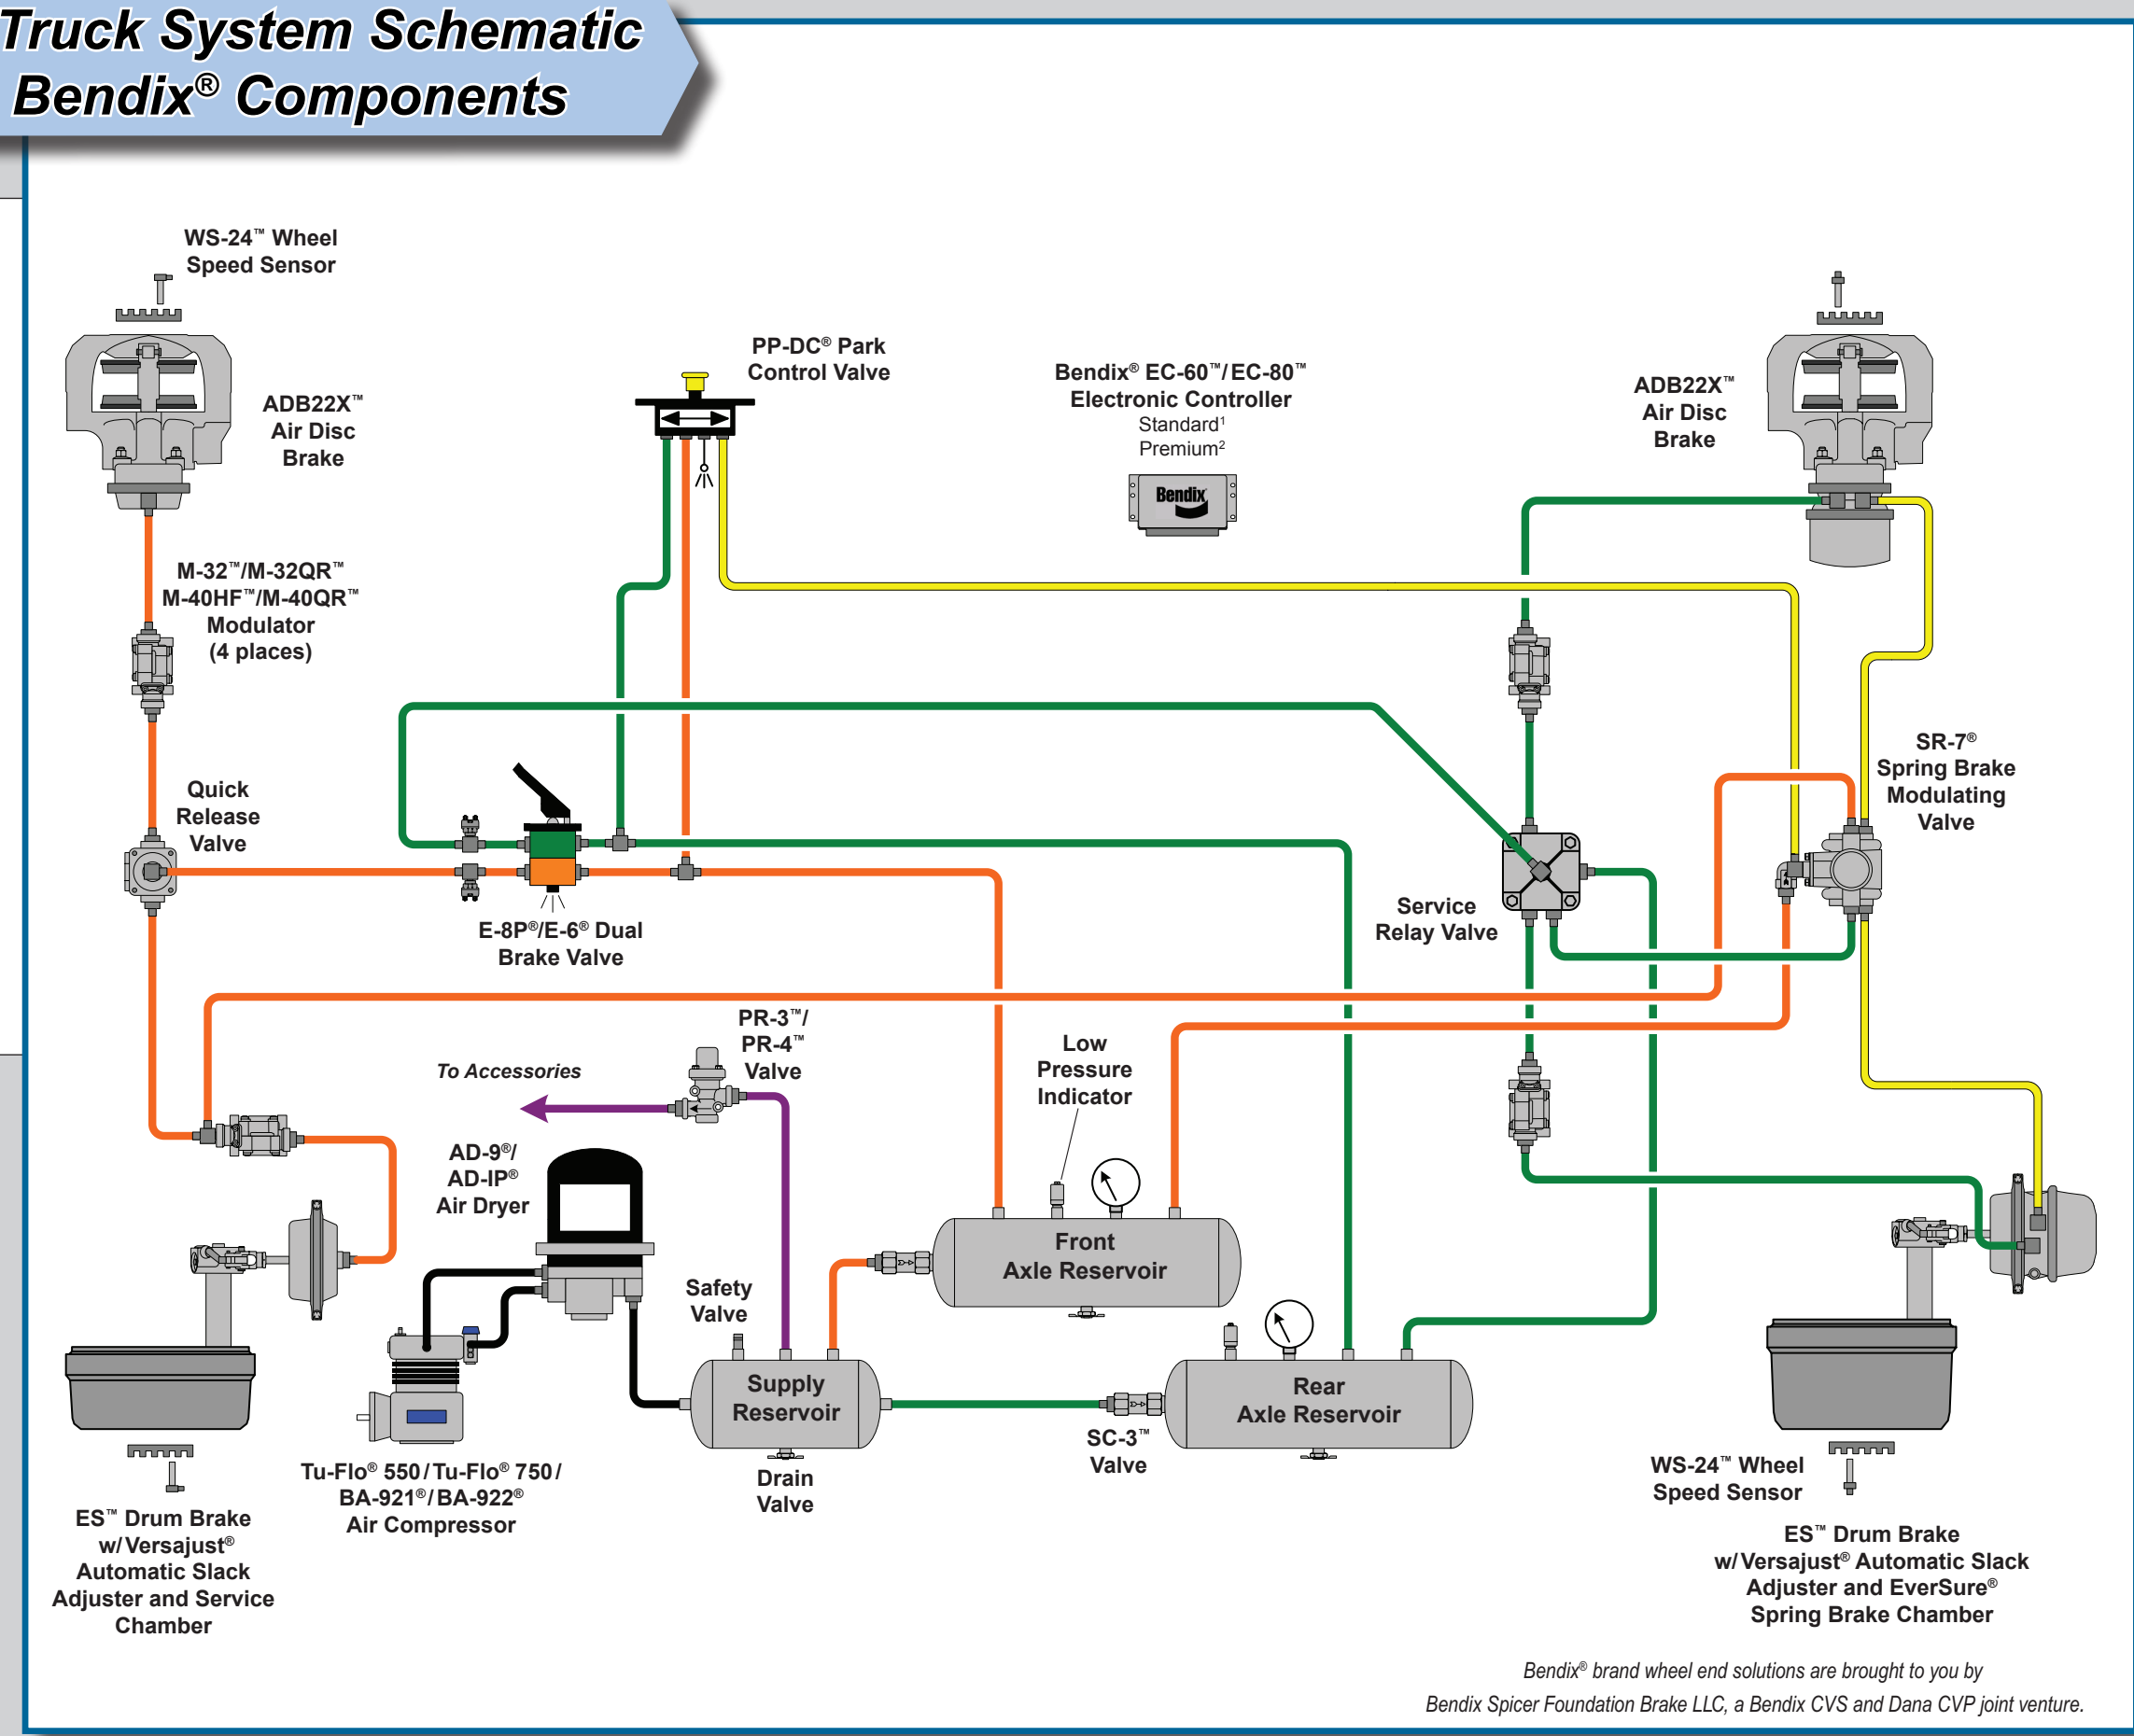 Truck System Schematic
Bendix® Components
WS-24™ Wheel
Speed Sensor
ADB22X™
Air Disc
Brake
PP-DC® Park
Control Valve
Bendix® EC-60™/EC-80™
Electronic Controller
Standard¹
Premium²
Bendix
ADB22X™
Air Disc
Brake
M-32™/M-32QR™
M-40HF™/M-40QR™
Modulator
(4 places)
Quick
Release
Valve
E-8P®/E-6® Dual
Brake Valve
Service
Relay Valve
SR-7®
Spring Brake
Modulating
Valve
PR-3™/
PR-4™
Valve
To Accessories
Low
Pressure
Indicator
AD-9®/
AD-IP®
Air Dryer
Front
Axle Reservoir
Safety
Valve
Supply
Reservoir
Rear
Axle Reservoir
SC-3™
Valve
Drain
Valve
Tu-Flo® 550/Tu-Flo® 750/
BA-921®/BA-922®
Air Compressor
ES™ Drum Brake
w/Versajust®
Automatic Slack
Adjuster and Service
Chamber
WS-24™ Wheel
Speed Sensor
ES™ Drum Brake
w/Versajust® Automatic Slack
Adjuster and EverSure®
Spring Brake Chamber
Bendix® brand wheel end solutions are brought to you by
Bendix Spicer Foundation Brake LLC, a Bendix CVS and Dana CVP joint venture.